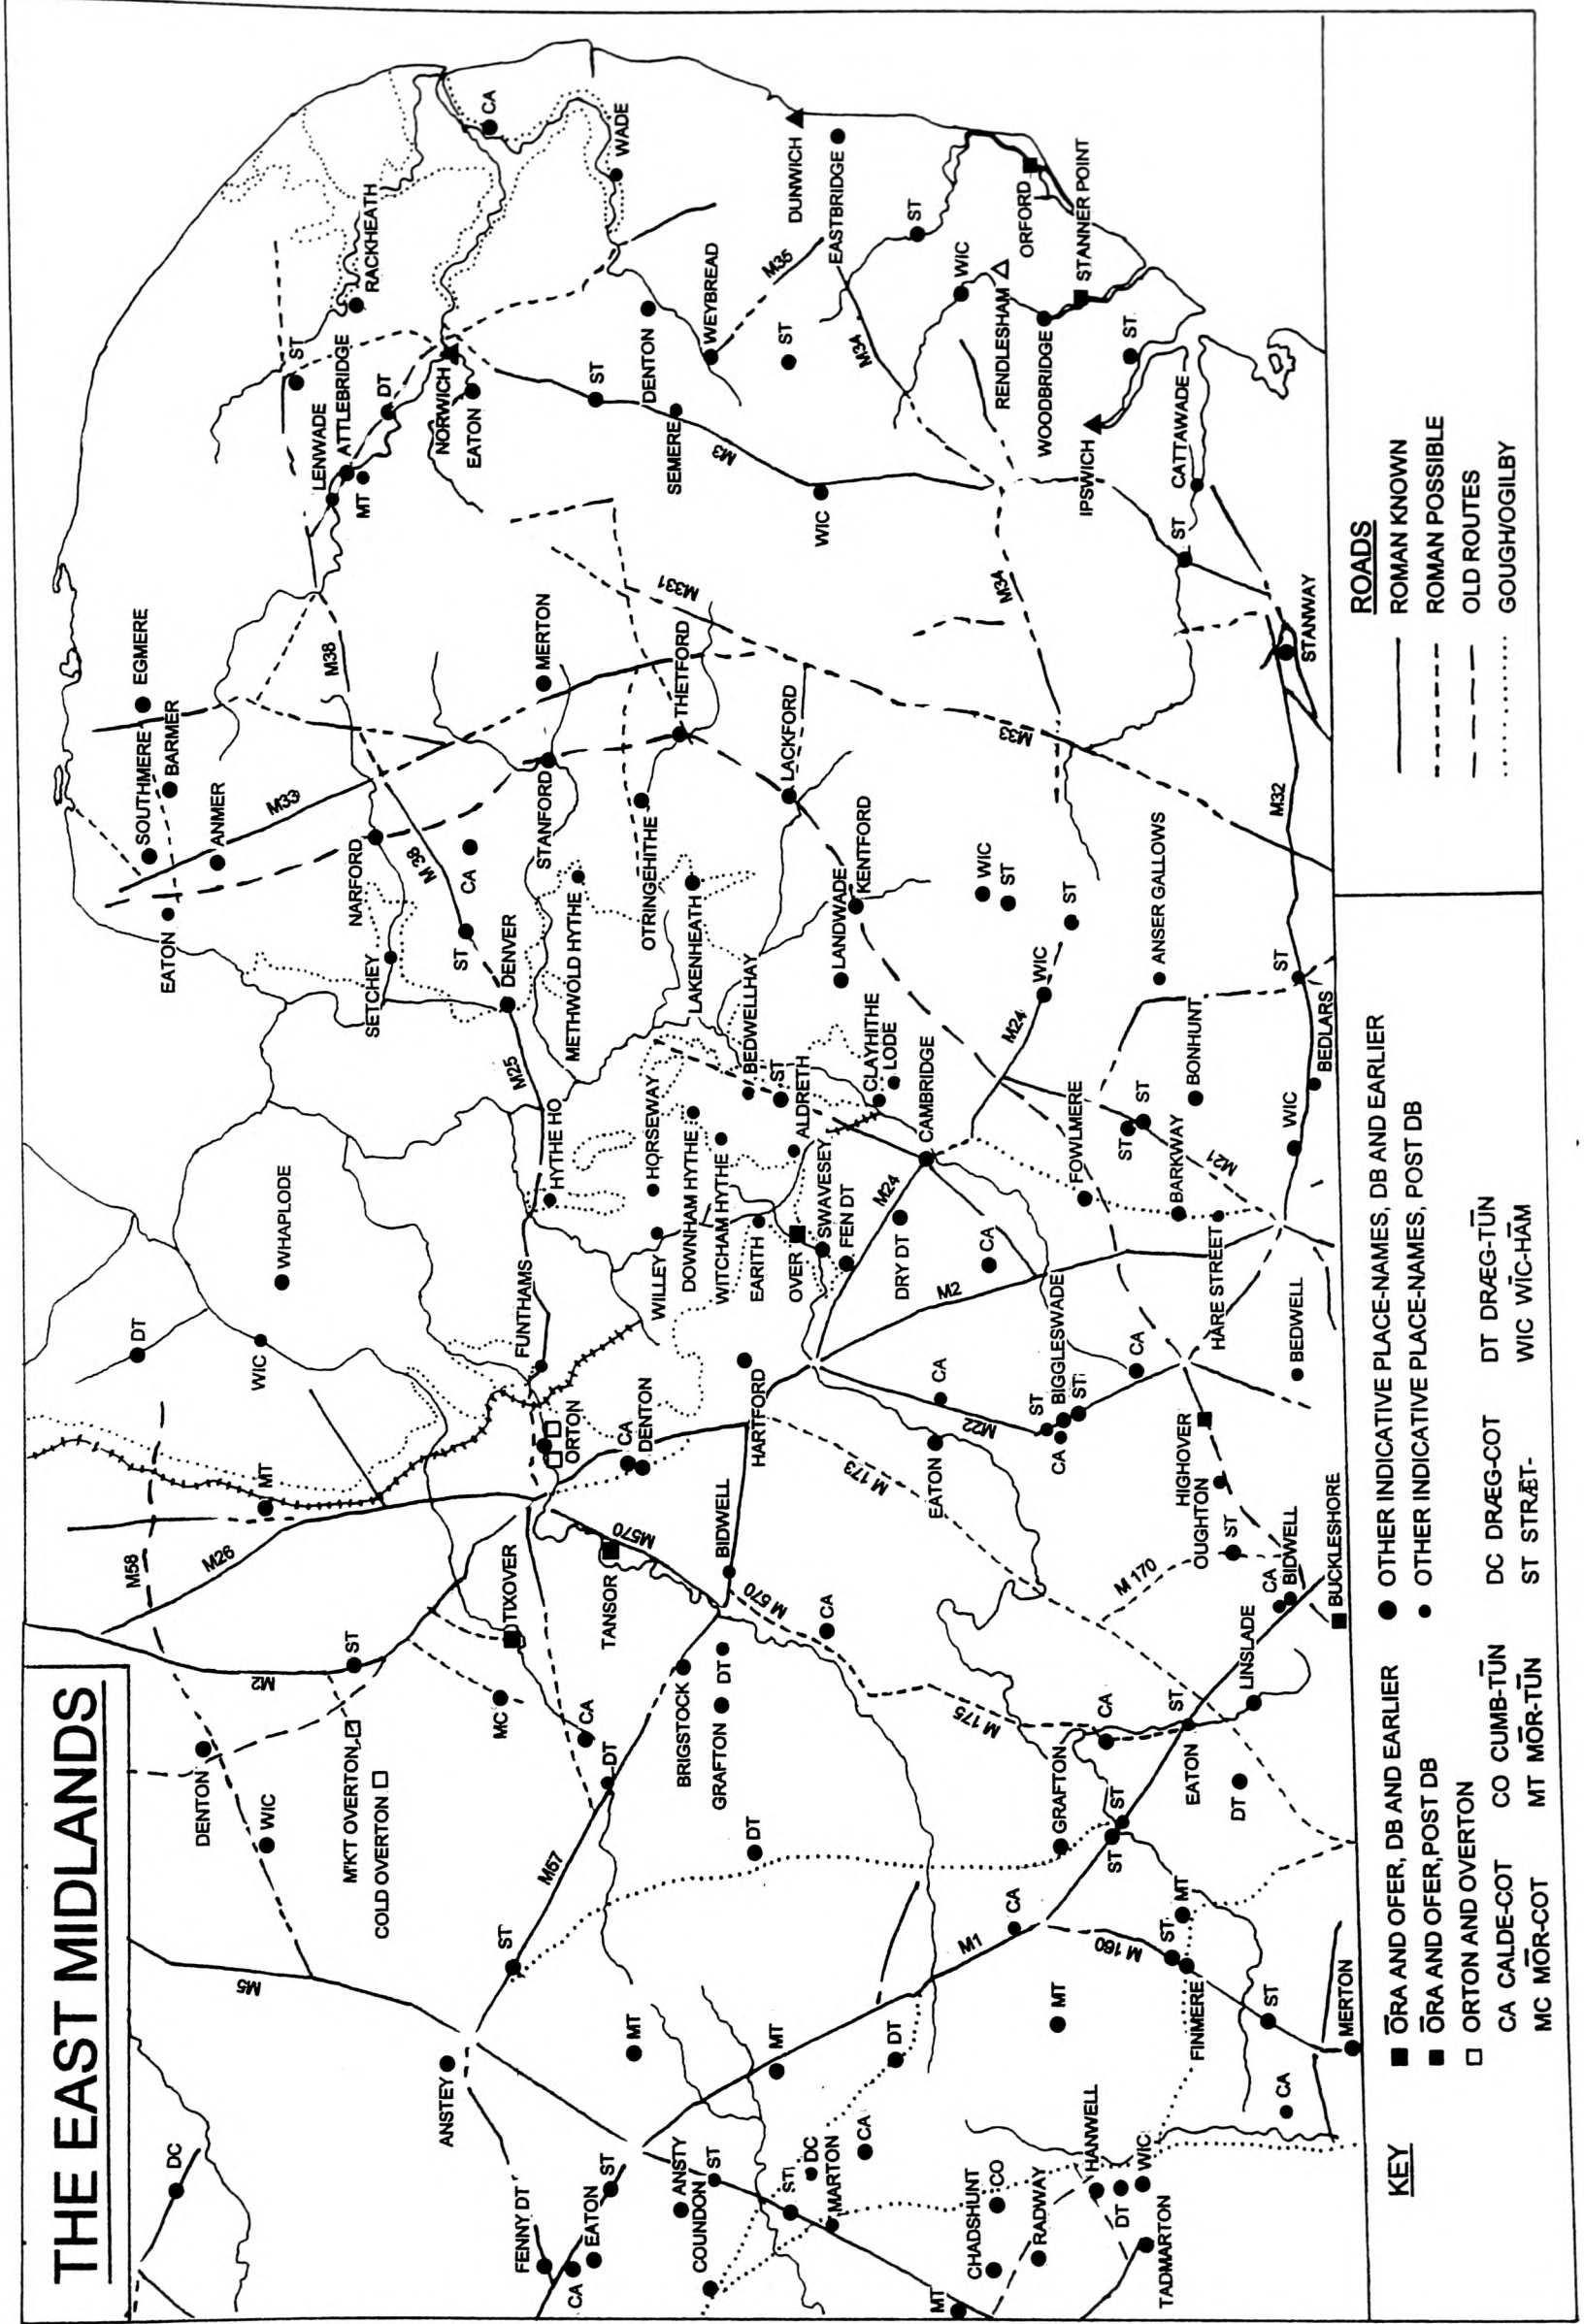 THE EAST MIDLANDS
DC
M5
DENTON
WIC
M'KT OVERTON
COLD OVERTON
ANSTEY
FENNY DT
CA
EATON
ST
ANSTY
COUNDON
ST
ST
DC
MARTON
CA
CHADSHUNT
CO
RADWAY
HANWELL
DT
WIC
TADMARTON
MT
CA
MT
MT
DT
M1
CA
MT
M 160
ST
MT
FINMERE
ST
MERTON
ST
M57
DT
CA
MC
DT
GRAFTON
ST
ST
CA
M 175
EATON
ST
DT
LINSLADE
CA
BIDWELL
BUCKLESHORE
M2
ST
M58
M26
MT
DT
WIC
WHAPLODE
TIXOVER
TANSOR
M570
BRIGSTOCK
GRAFTON
DT
M 570
BIDWELL
CA
ORTON
CA
DENTON
HARTFORD
FUNTHAMS
M 173
EATON
M22
CA
ST
BIGGLESWADE
ST
CA
CA
M 170
OUGHTON
ST
HIGHOVER
BEDWELL
HARE STREET
M2
CA
DRY DT
FEN DT
M24
SWAVESEY
OVER
EARITH
WILLEY
DOWNHAM HYTHE
WITCHAM HYTHE
HORSEWAY
HYTHE HO
M25
ALDRETH
ST
BEDWELLHAY
CLAYHITHE
LODE
CAMBRIDGE
FOWLMERE
BARKWAY
M21
ST
ST
BONHUNT
WIC
BEDLARS
ST
ANSER GALLOWS
M24
WIC
ST
WIC
ST
LANDWADE
KENTFORD
LACKFORD
LAKENHEATH
OTRINGEHITHE
METHWOLD HYTHE
DENVER
ST
CA
SETCHEY
NARFORD
M 38
STANFORD
THETFORD
MERTON
EATON
ANMER
M33
SOUTHMERE
BARMER
EGMERE
M38
M331
M33
M32
STANWAY
M34
ST
CATTAWADE
IPSWICH
ST
WOODBRIDGE
RENDLESHAM
WIC
STANNER POINT
ORFORD
ST
EASTBRIDGE
DUNWICH
M34
M35
ST
WEYBREAD
DENTON
SEMERE
M3
WIC
ST
WADE
CA
NORWICH
EATON
DT
MT
LENWADE
ATTLEBRIDGE
ST
RACKHEATH
KEY
ŌRA AND OFER, DB AND EARLIER
ŌRA AND OFER,POST DB
ORTON AND OVERTON
CA CALDE-COT
CO CUMB-TŪN
MC MŌR-COT
MT MŌR-TŪN
OTHER INDICATIVE PLACE-NAMES, DB AND EARLIER
OTHER INDICATIVE PLACE-NAMES, POST DB
DC DRÆG-COT
DT DRÆG-TŪN
ST STRǢT-
WIC WĪC-HĀM
ROADS
ROMAN KNOWN
ROMAN POSSIBLE
OLD ROUTES
GOUGH/OGILBY